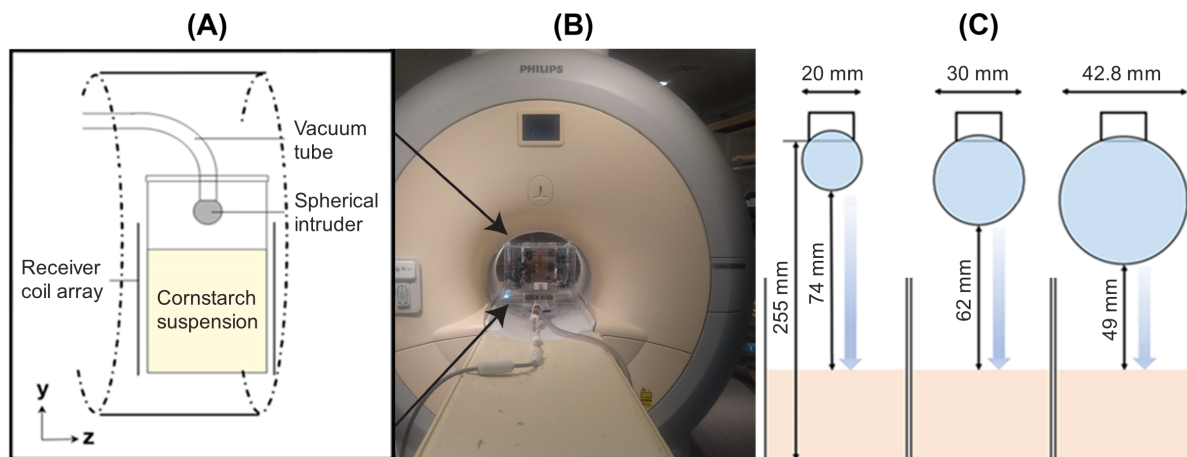 (A)
(B)
(C)
Vacuum
tube
Spherical
intruder
Receiver
coil array
Cornstarch
suspension
y
z
PHILIPS
20 mm
30 mm
42.8 mm
255 mm
74 mm
62 mm
49 mm